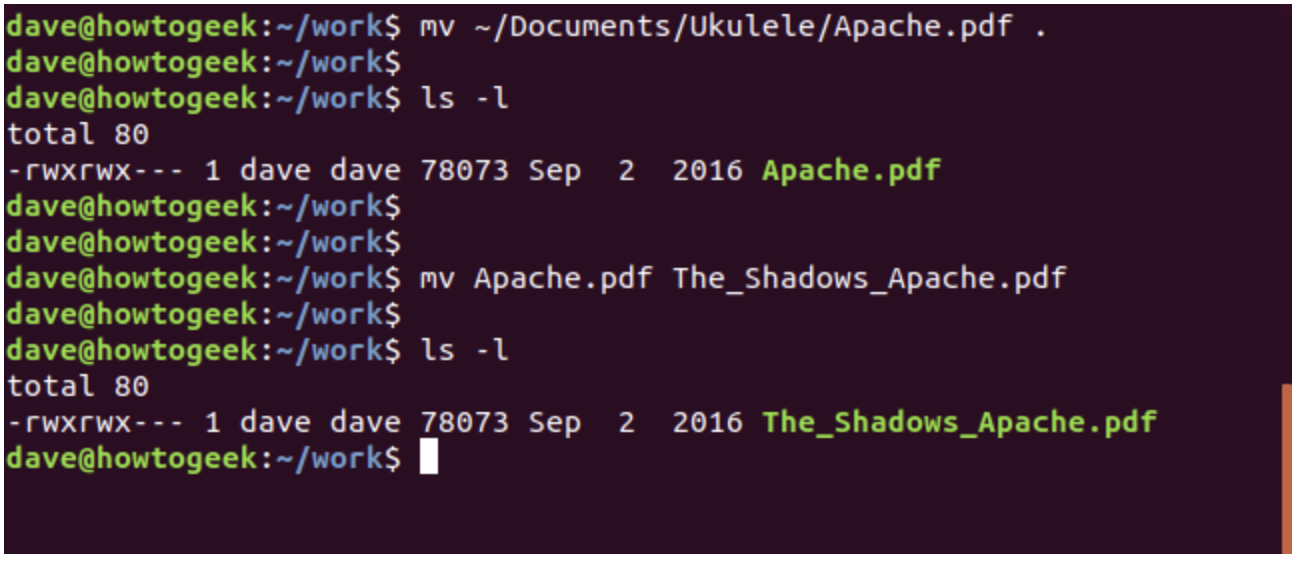 dave@howtogeek:~/work$ mv ~/Documents/Ukulele/Apache.pdf .
dave@howtogeek:~/work$
dave@howtogeek:~/work$ ls -l
total 80
-rwxrwx--- 1 dave dave 78073 Sep  2  2016 Apache.pdf
dave@howtogeek:~/work$
dave@howtogeek:~/work$
dave@howtogeek:~/work$ mv Apache.pdf The_Shadows_Apache.pdf
dave@howtogeek:~/work$
dave@howtogeek:~/work$ ls -l
total 80
-rwxrwx--- 1 dave dave 78073 Sep  2  2016 The_Shadows_Apache.pdf
dave@howtogeek:~/work$